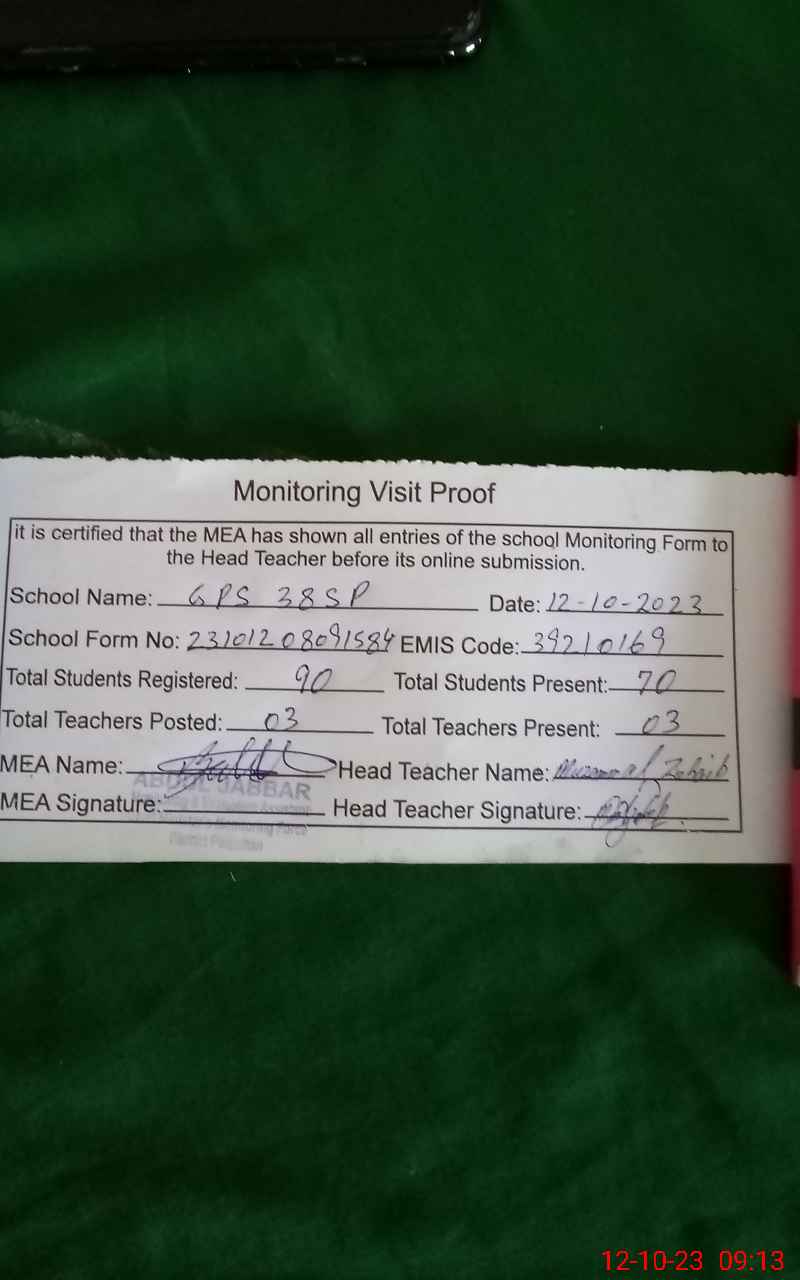 Monitoring Visit Proof
it is certified that the MEA has shown all entries of the school Monitoring Form to
the Head Teacher before its online submission.
School Name: GPS 38SP Date: 12-10-2023
School Form No: 23101208091584 EMIS Code: 39210169
Total Students Registered: 90 Total Students Present: 70
Total Teachers Posted: 03 Total Teachers Present: 03
MEA Name: Head Teacher Name:
ABDUL JABBAR
MEA Signature: Head Teacher Signature:
12-10-23 09:13